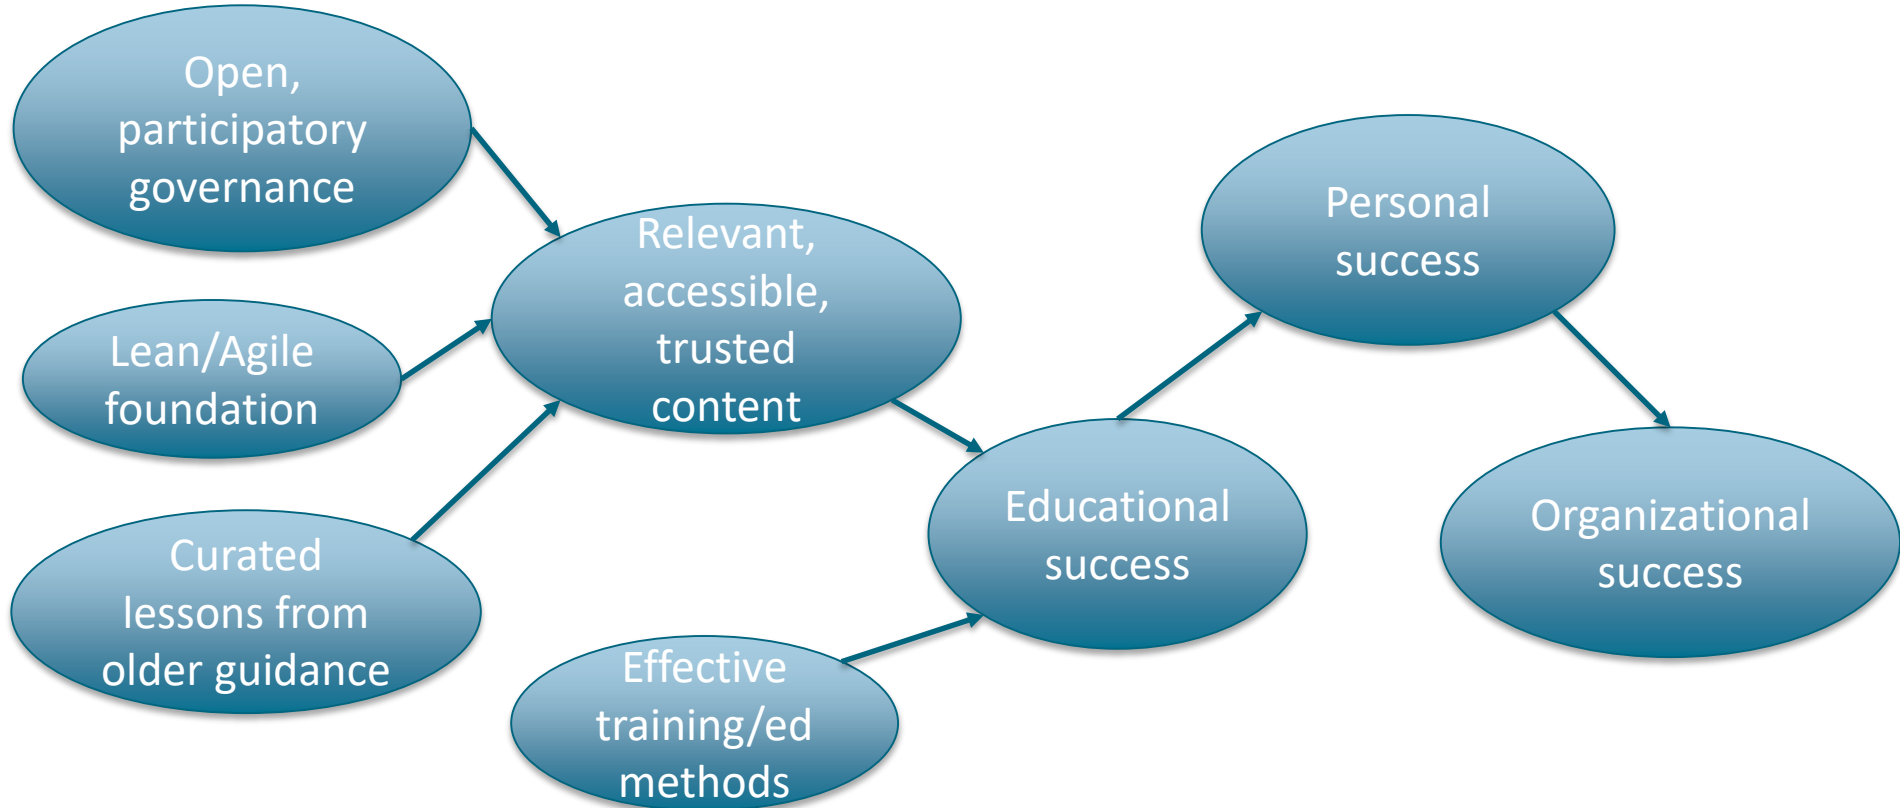 Open,
participatory
governance
Lean/Agile
foundation
Curated
lessons from
older guidance
Relevant,
accessible,
trusted
content
Effective
training/ed
methods
Educational
success
Personal
success
Organizational
success